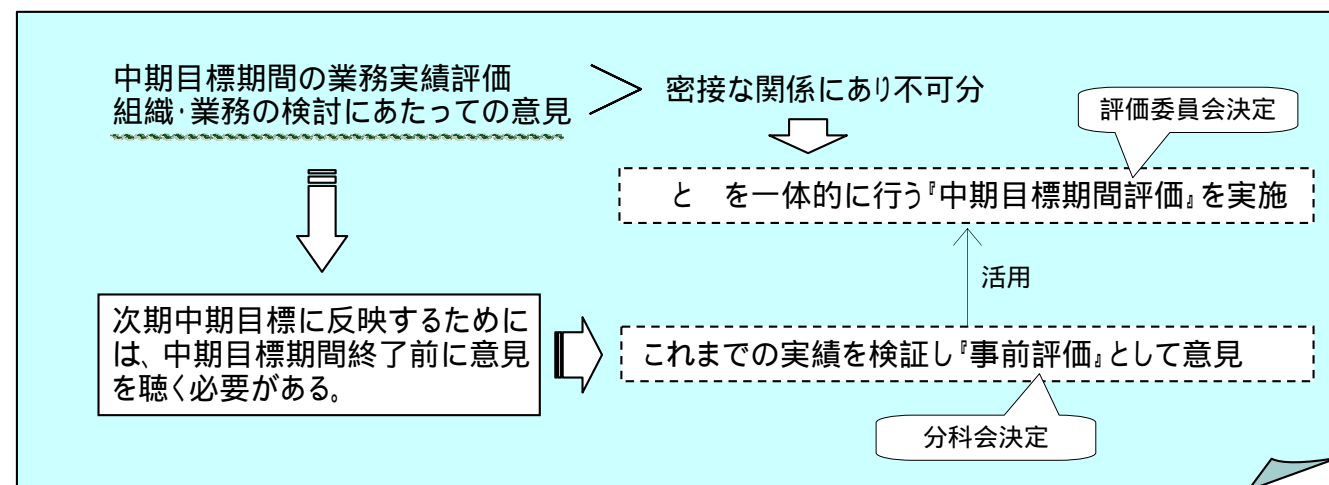 中期目標期間の業務実績評価
組織・業務の検討にあたっての意見
密接な関係にあり不可分
評価委員会決定
と　を一体的に行う『中期目標期間評価』を実施
活用
次期中期目標に反映するために
は、中期目標期間終了前に意見
を聴く必要がある。
これまでの実績を検証し『事前評価』として意見
分科会決定